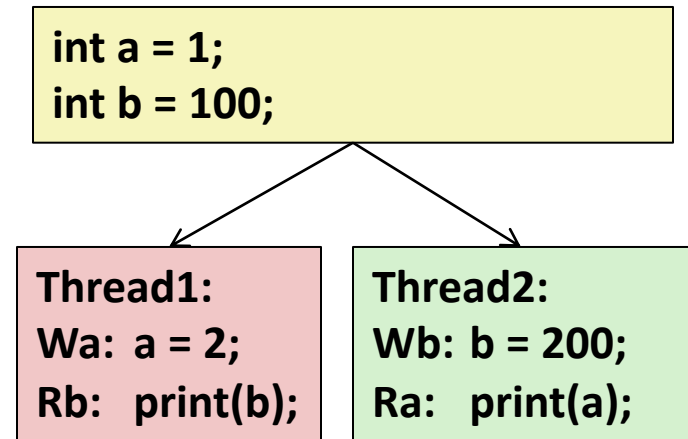 int a = 1;
int b = 100;
Thread1:
Wa: a = 2;
Rb: print(b);
Thread2:
Wb: b = 200;
Ra: print(a);